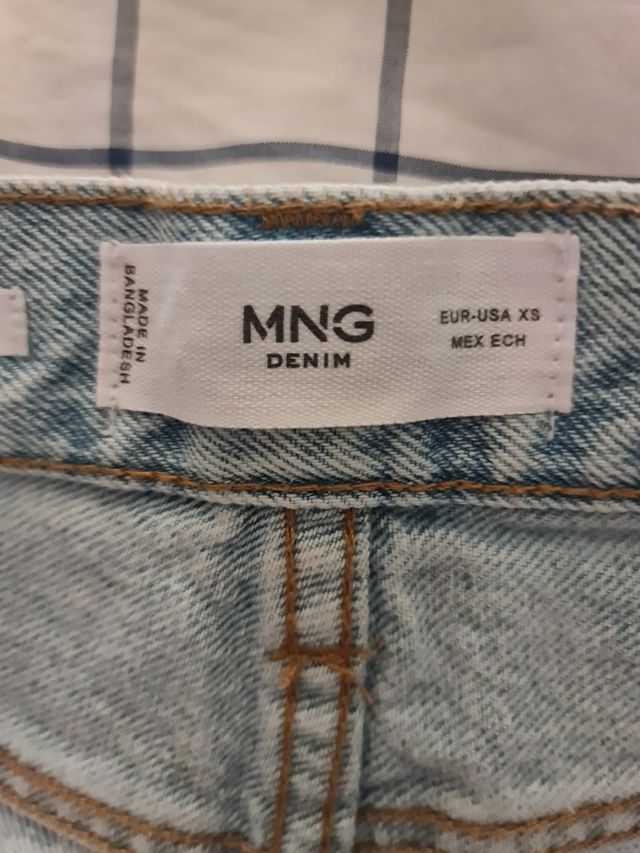 MADE IN
BANGLADESH
MNG
DENIM
EUR-USA XS
MEX ECH